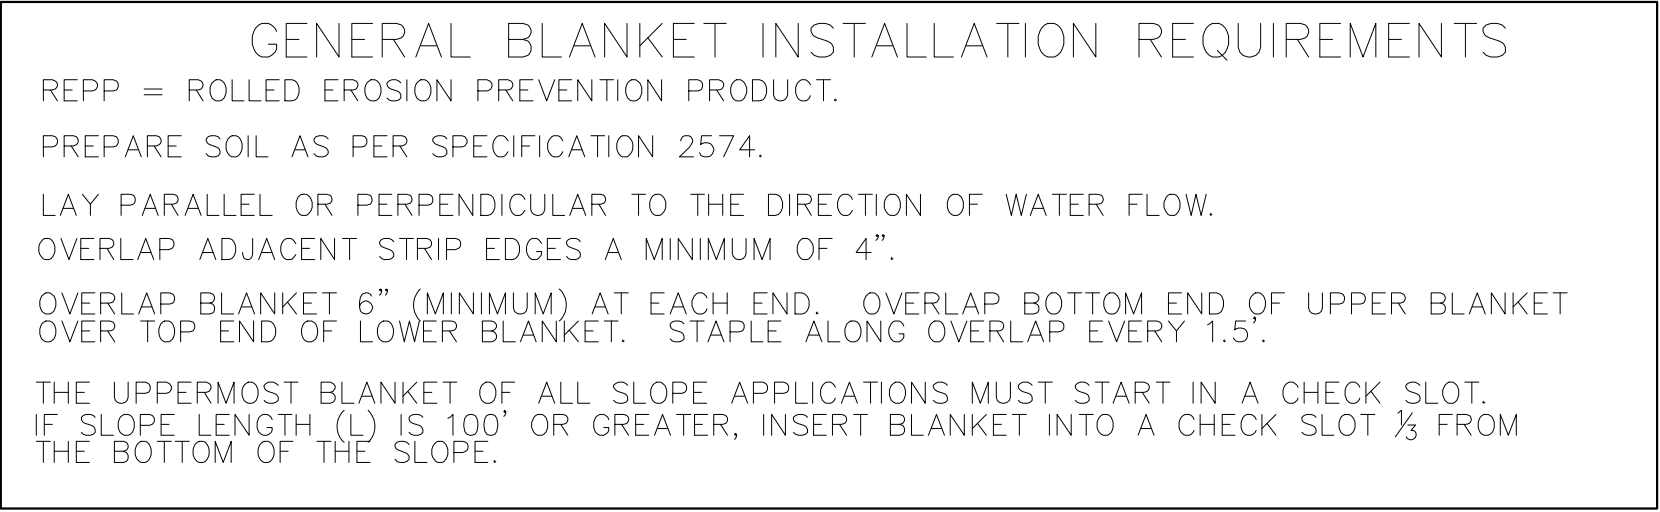 GENERAL BLANKET INSTALLATION REQUIREMENTS
REPP = ROLLED EROSION PREVENTION PRODUCT.
PREPARE SOIL AS PER SPECIFICATION 2574.
LAY PARALLEL OR PERPENDICULAR TO THE DIRECTION OF WATER FLOW.
OVERLAP ADJACENT STRIP EDGES A MINIMUM OF 4”.
OVERLAP BLANKET 6” (MINIMUM) AT EACH END. OVERLAP BOTTOM END OF UPPER BLANKET
OVER TOP END OF LOWER BLANKET. STAPLE ALONG OVERLAP EVERY 1.5’.
THE UPPERMOST BLANKET OF ALL SLOPE APPLICATIONS MUST START IN A CHECK SLOT.
IF SLOPE LENGTH (L) IS 100’ OR GREATER, INSERT BLANKET INTO A CHECK SLOT ⅓ FROM
THE BOTTOM OF THE SLOPE.